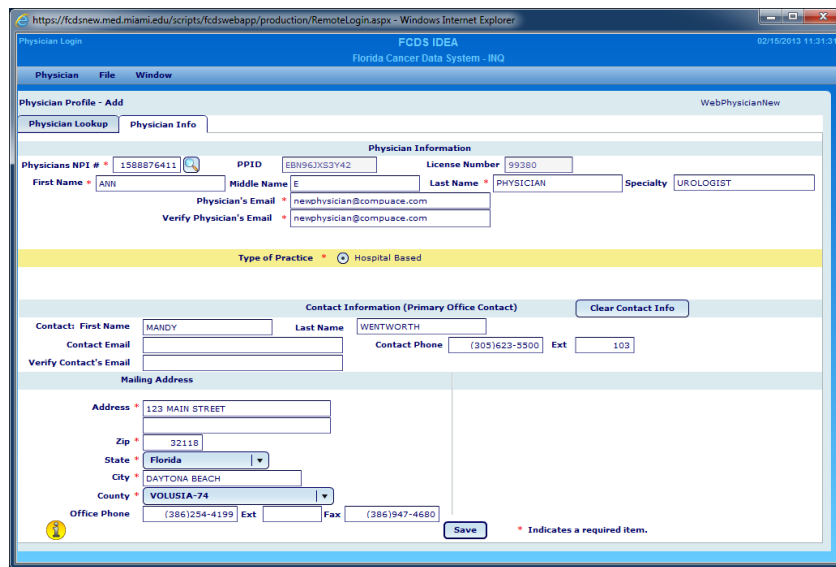 https://fcdsnew.med.miami.edu/scripts/fcdswebapp/production/RemoteLogin.aspx - Windows Internet Explorer
Physician Login FCDS IDEA 02/15/2013 11:31:31
Florida Cancer Data System - INQ
Physician File Window
Physician Profile - Add WebPhysicianNew
Physician Lookup Physician Info
Physician Information
Physicians NPI # * 1588876411 PPID EBN96JXS3Y42 License Number 99380
First Name * ANN Middle Name E Last Name * PHYSICIAN Specialty UROLOGIST
Physician's Email * newphysician@compuace.com
Verify Physician's Email * newphysician@compuace.com
Type of Practice * Hospital Based
Contact Information (Primary Office Contact) Clear Contact Info
Contact: First Name MANDY Last Name WENTWORTH
Contact Email Contact Phone (305)623-5500 Ext 103
Verify Contact's Email
Mailing Address
Address * 123 MAIN STREET
Zip * 32118
State * Florida
City * DAYTONA BEACH
County * VOLUSIA-74
Office Phone (386)254-4199 Ext Fax (386)947-4680
Save * Indicates a required item.